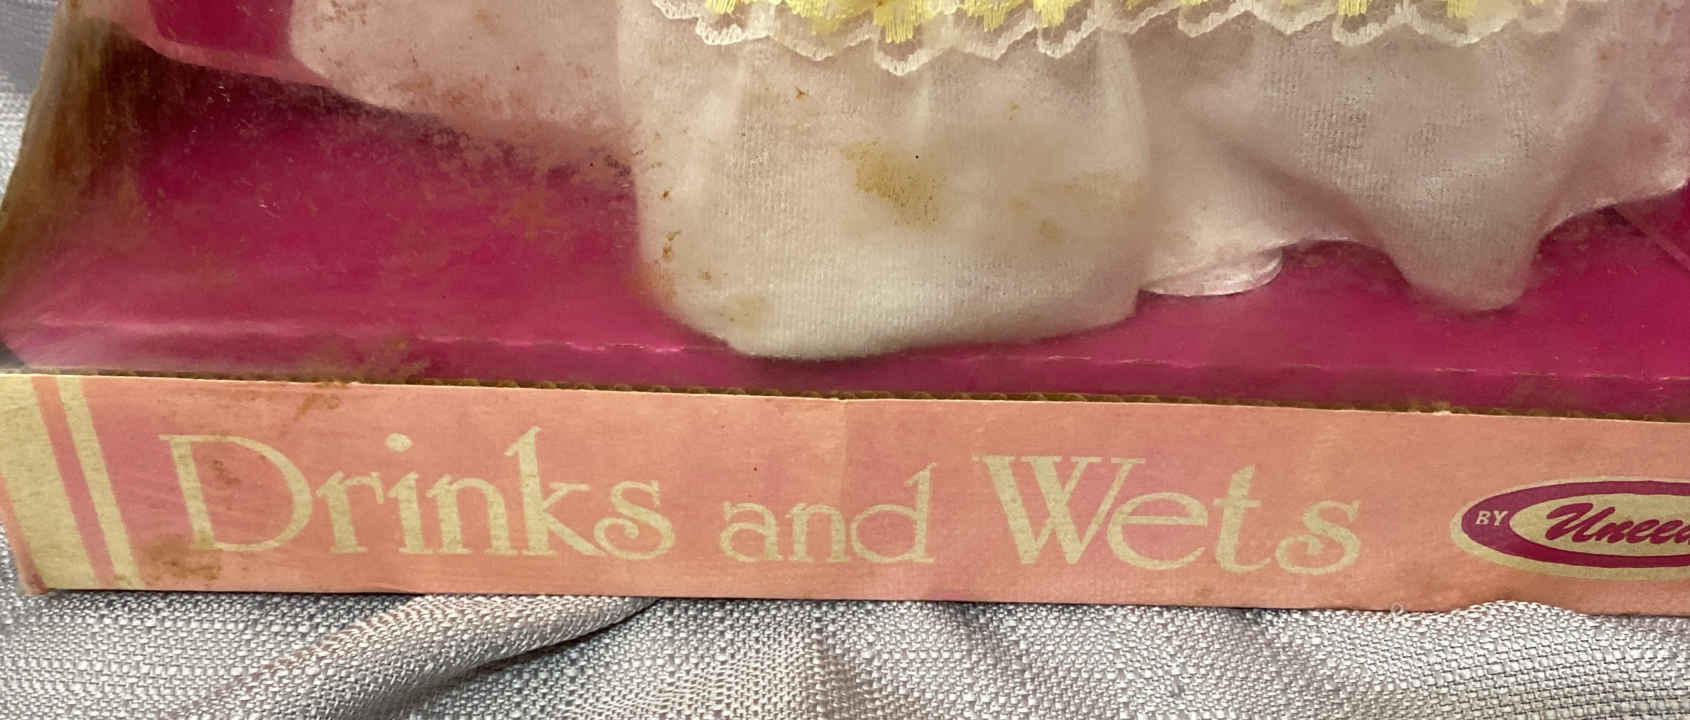 Drinks and Wets
BY Uneed